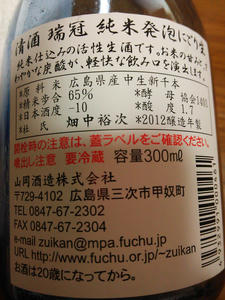 清酒 瑞冠 純米発泡にごり生
純米仕込みの活性生酒です。お米の甘みと
わやかな炭酸が、軽快な飲み口を演出します。
*原料米 広島県産中生新千本
*精米歩合 65% *酵母 協会1401
*日本酒度 -10 *酸度 1.7
*杜氏 畑中裕次 *2012醸造年製
開栓時の注意は、蓋ラベルをご確認ください。
噴出し注意 要冷蔵 容量300ml
山岡酒造株式会社
〒729-4102 広島県三次市甲奴町
TEL 0847-67-2302
FAX 0847-67-2304
e-mail zuikan@mpa.fuchu.jp
URL http://www.fuchu.or.jp/~zuikan
お酒は20歳になってから。